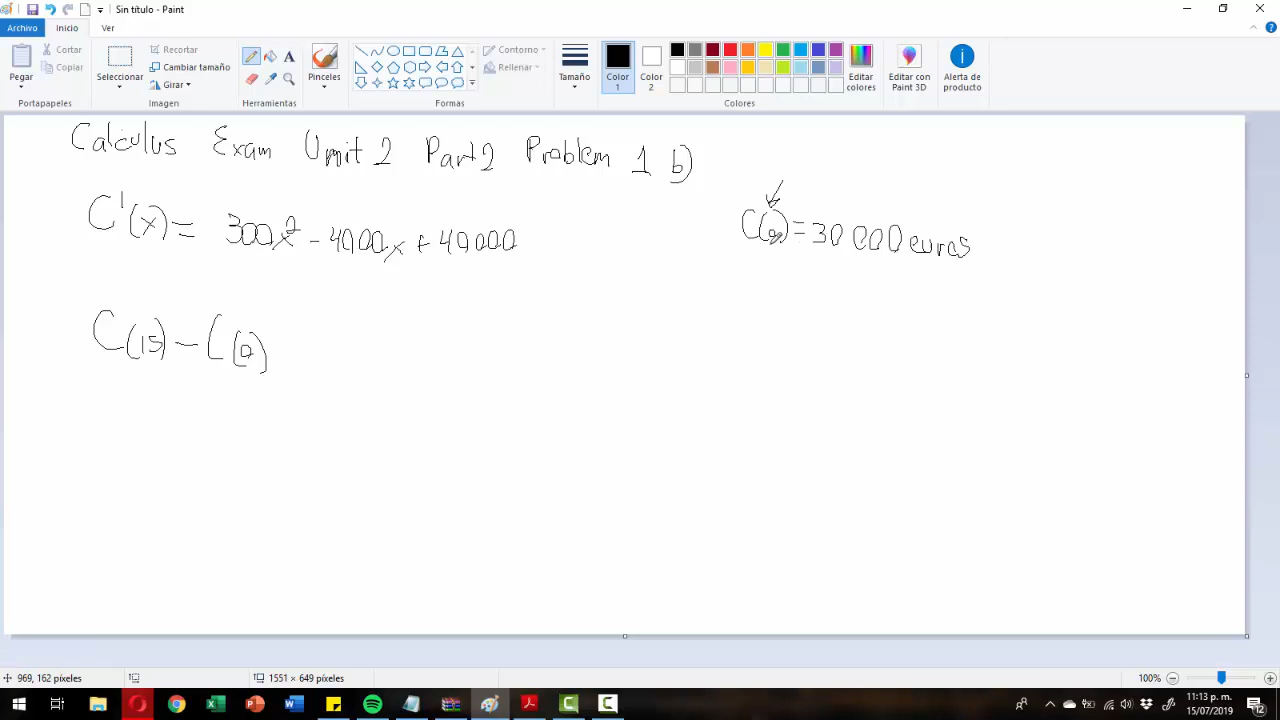 Sin título - Paint
Archivo Inicio Ver
Pegar
Cortar
Copiar
Portapapeles
Seleccionar
Recortar
Cambiar tamaño
Girar
Imagen
Herramientas
Pinceles
Contorno
Rellenar
Formas
Tamaño
Color 1
Color 2
Editar colores
Colores
Editar con Paint 3D
Alerta de producto
Calculus Exam Unit 2 Part 2 Problem 1 b)
C'(x) = 300x² - 4000x + 40000
C(0) = 30 000 euros
C(15) - C(0)
969, 162 píxeles
1551 × 649 píxeles
100%
11:13 p. m.
15/07/2019
12